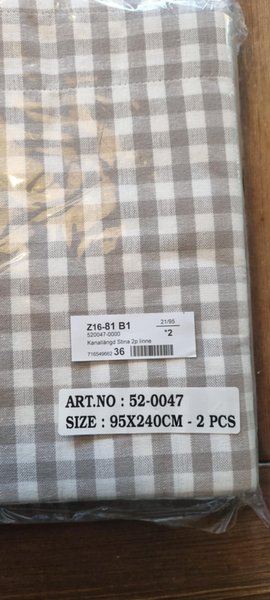 Z16-81 B1
21/95
520047-0000
*2
Kanallängd Stina 2p linne
716549662 36
ART.NO : 52-0047
SIZE : 95X240CM - 2 PCS